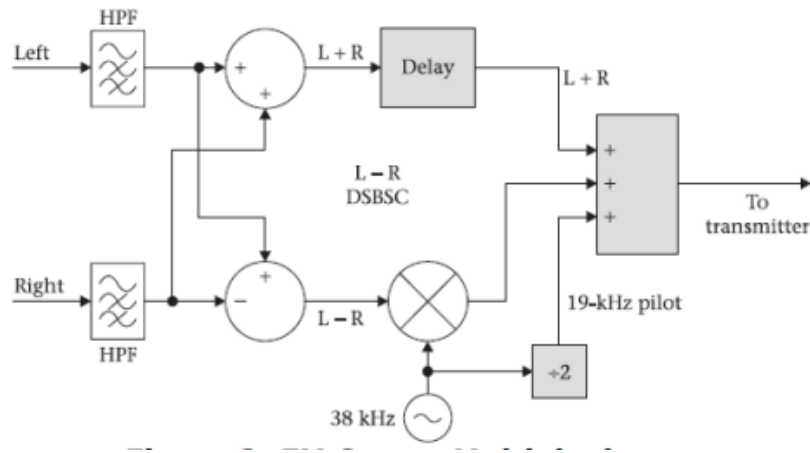 HPF
Left
+
+
L+R
Delay
L+R
L−R
DSBSC
+
+
+
To
transmitter
Right
HPF
+
−
L−R
19-kHz pilot
÷2
38 kHz